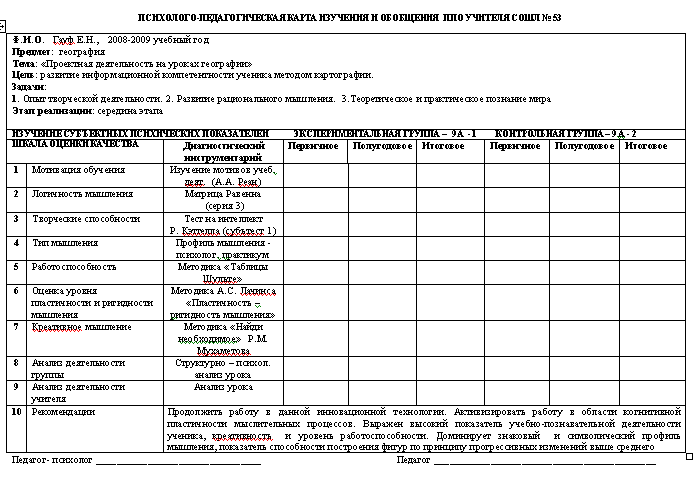 ПСИХОЛОГО-ПЕДАГОГИЧЕСКАЯ КАРТА ИЗУЧЕНИЯ И ОБОБЩЕНИЯ ППО УЧИТЕЛЯ СОШЛ № 53
Ф.И.О. Гауф Е.Н., 2008-2009 учебный год
Предмет: география
Тема: «Проектная деятельность на уроках географии»
Цель: развитие информационной компетентности ученика методом картографии.
Задачи:
1. Опыт творческой деятельности. 2. Развитие рационального мышления. 3. Теоретическое и практическое познание мира
Этап реализации: середина этапа
ИЗУЧЕНИЕ СУБЪЕКТНЫХ ПСИХИЧЕСКИХ ПОКАЗАТЕЛЕЙ ЭКСПЕРИМЕНТАЛЬНАЯ ГРУППА – 9А - 1 КОНТРОЛЬНАЯ ГРУППА – 9 Д - 2
ШКАЛА ОЦЕНКИ КАЧЕСТВА Диагностический Первичное Полугодовое Итоговое Первичное Полугодовое Итоговое
инструментарий
1 Мотивация обучения Изучение мотивов учеб.,
деят. (А.А. Реан)
2 Логичность мышления Матрица Равенна
(серия 3)
3 Творческие способности Тест на интеллект
Р. Кэттелла (субътест 1)
4 Тип мышления Профиль мышления -
психолог, практикум
5 Работоспособность Методика «Таблицы
Шульте»
6 Оценка уровня Методика А.С. Лачинса
пластичности и ригидности «Пластичность –
мышления ригидность мышления»
7 Креативное мышление Методика «Найди
необходимое» Р.М.
Мухаметова
8 Анализ деятельности Структурно – психол.
группы анализ урока
9 Анализ деятельности Анализ урока
учителя
10 Рекомендации Продолжить работу в данной инновационной технологии. Активизировать работу в области когнитивной
пластичности мыслительных процессов. Выражен высокий показатель учебно-познавательной деятельности
ученика, креативность и уровень работоспособности. Доминирует знаковый и символический профиль
мышления, показатель способности построения фигур по принципу прогрессивных изменений выше среднего
Педагог- психолог ____________________ Педагог ____________________